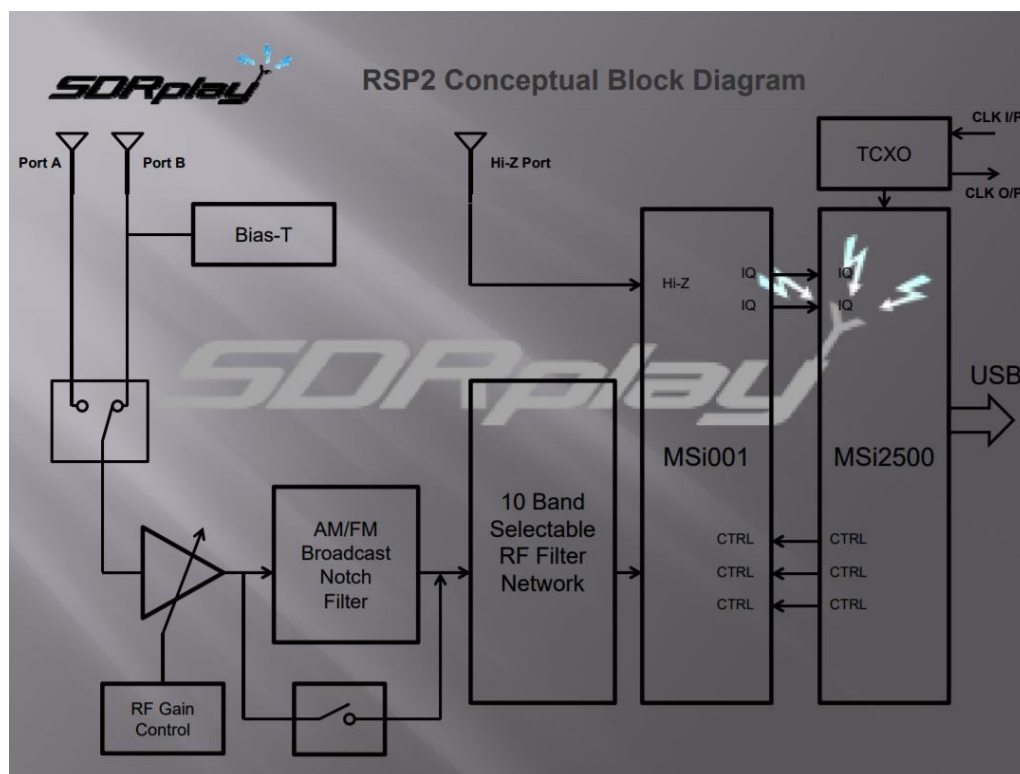 SDRplay
RSP2 Conceptual Block Diagram
Port A
Port B
Hi-Z Port
TCXO
CLK I/P
CLK O/P
Bias-T
Hi-Z
IQ
IQ
IQ
IQ
SDRplay
USB
MSi001
MSi2500
10 Band
Selectable
RF Filter
Network
AM/FM
Broadcast
Notch
Filter
CTRL
CTRL
CTRL
CTRL
CTRL
CTRL
RF Gain
Control